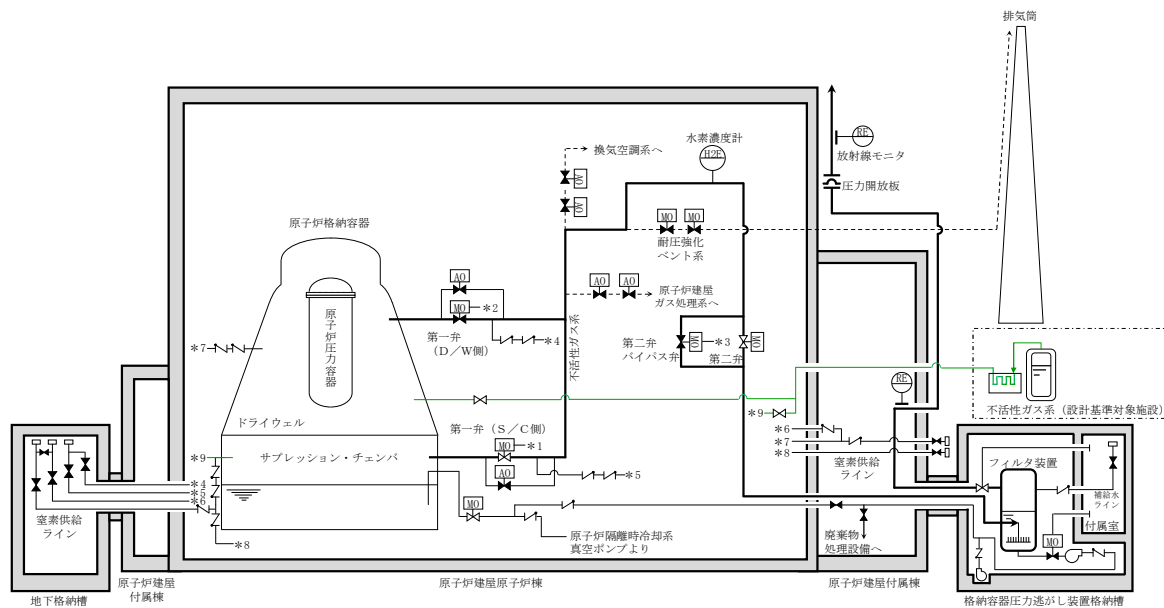 排気筒
水素濃度計
H2E
RE
放射線モニタ
圧力開放板
換気空調系へ
AO
AO
原子炉格納容器
MO
MO
耐圧強化
ベント系
AO
MO
*2
AO
AO
原子炉建屋
ガス処理系へ
原子炉圧力容器
第一弁
(D/W側)
*4
不活性ガス系
*7
第二弁
バイパス弁
MO
*3
第二弁
MO
RE
不活性ガス系(設計基準対象施設)
ドライウェル
第一弁(S/C側)
MO
*1
AO
*5
*9
*6
*7
*8
窒素供給
ライン
*9
サプレッション・チェンバ
*4
*5
*6
窒素供給
ライン
*8
MO
原子炉隔離時冷却系
真空ポンプより
廃棄物
処理設備へ
フィルタ装置
補給水
ライン
付属室
MO
地下格納槽
原子炉建屋
付属棟
原子炉建屋原子炉棟
原子炉建屋付属棟
格納容器圧力逃がし装置格納槽